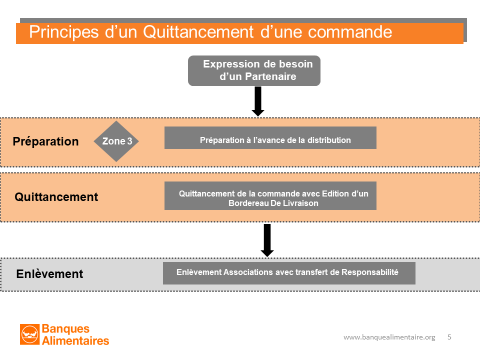 Principes d'un Quittancement d'une commande
Expression de besoin
d'un Partenaire
Préparation
Zone 3
Préparation à l'avance de la distribution
Quittancement
Quittancement de la commande avec Edition d'un
Bordereau De Livraison
Enlèvement
Enlèvement Associations avec transfert de Responsabilité
Banques
Alimentaires
www.banquealimentaire.org
5